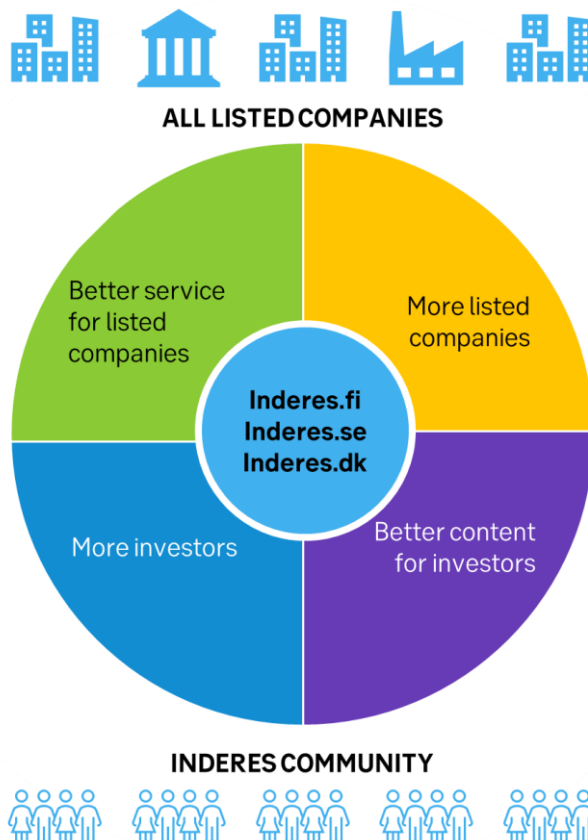 ALL LISTED COMPANIES
Better service
for listed
companies
More listed
companies
Inderes.fi
Inderes.se
Inderes.dk
More investors
Better content
for investors
INDERES COMMUNITY